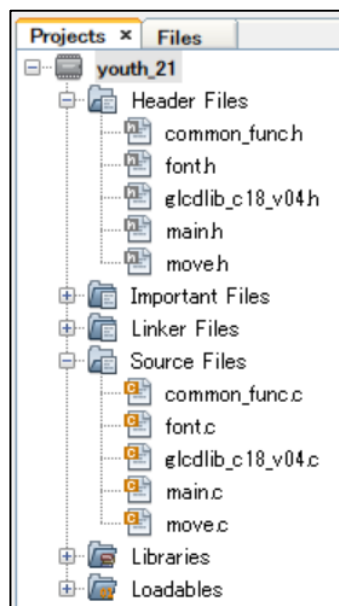 Projects × Files
youth_21
Header Files
common_func.h
font.h
glcdlib_c18_v04.h
main.h
move.h
Important Files
Linker Files
Source Files
common_func.c
font.c
glcdlib_c18_v04.c
main.c
move.c
Libraries
Loadables